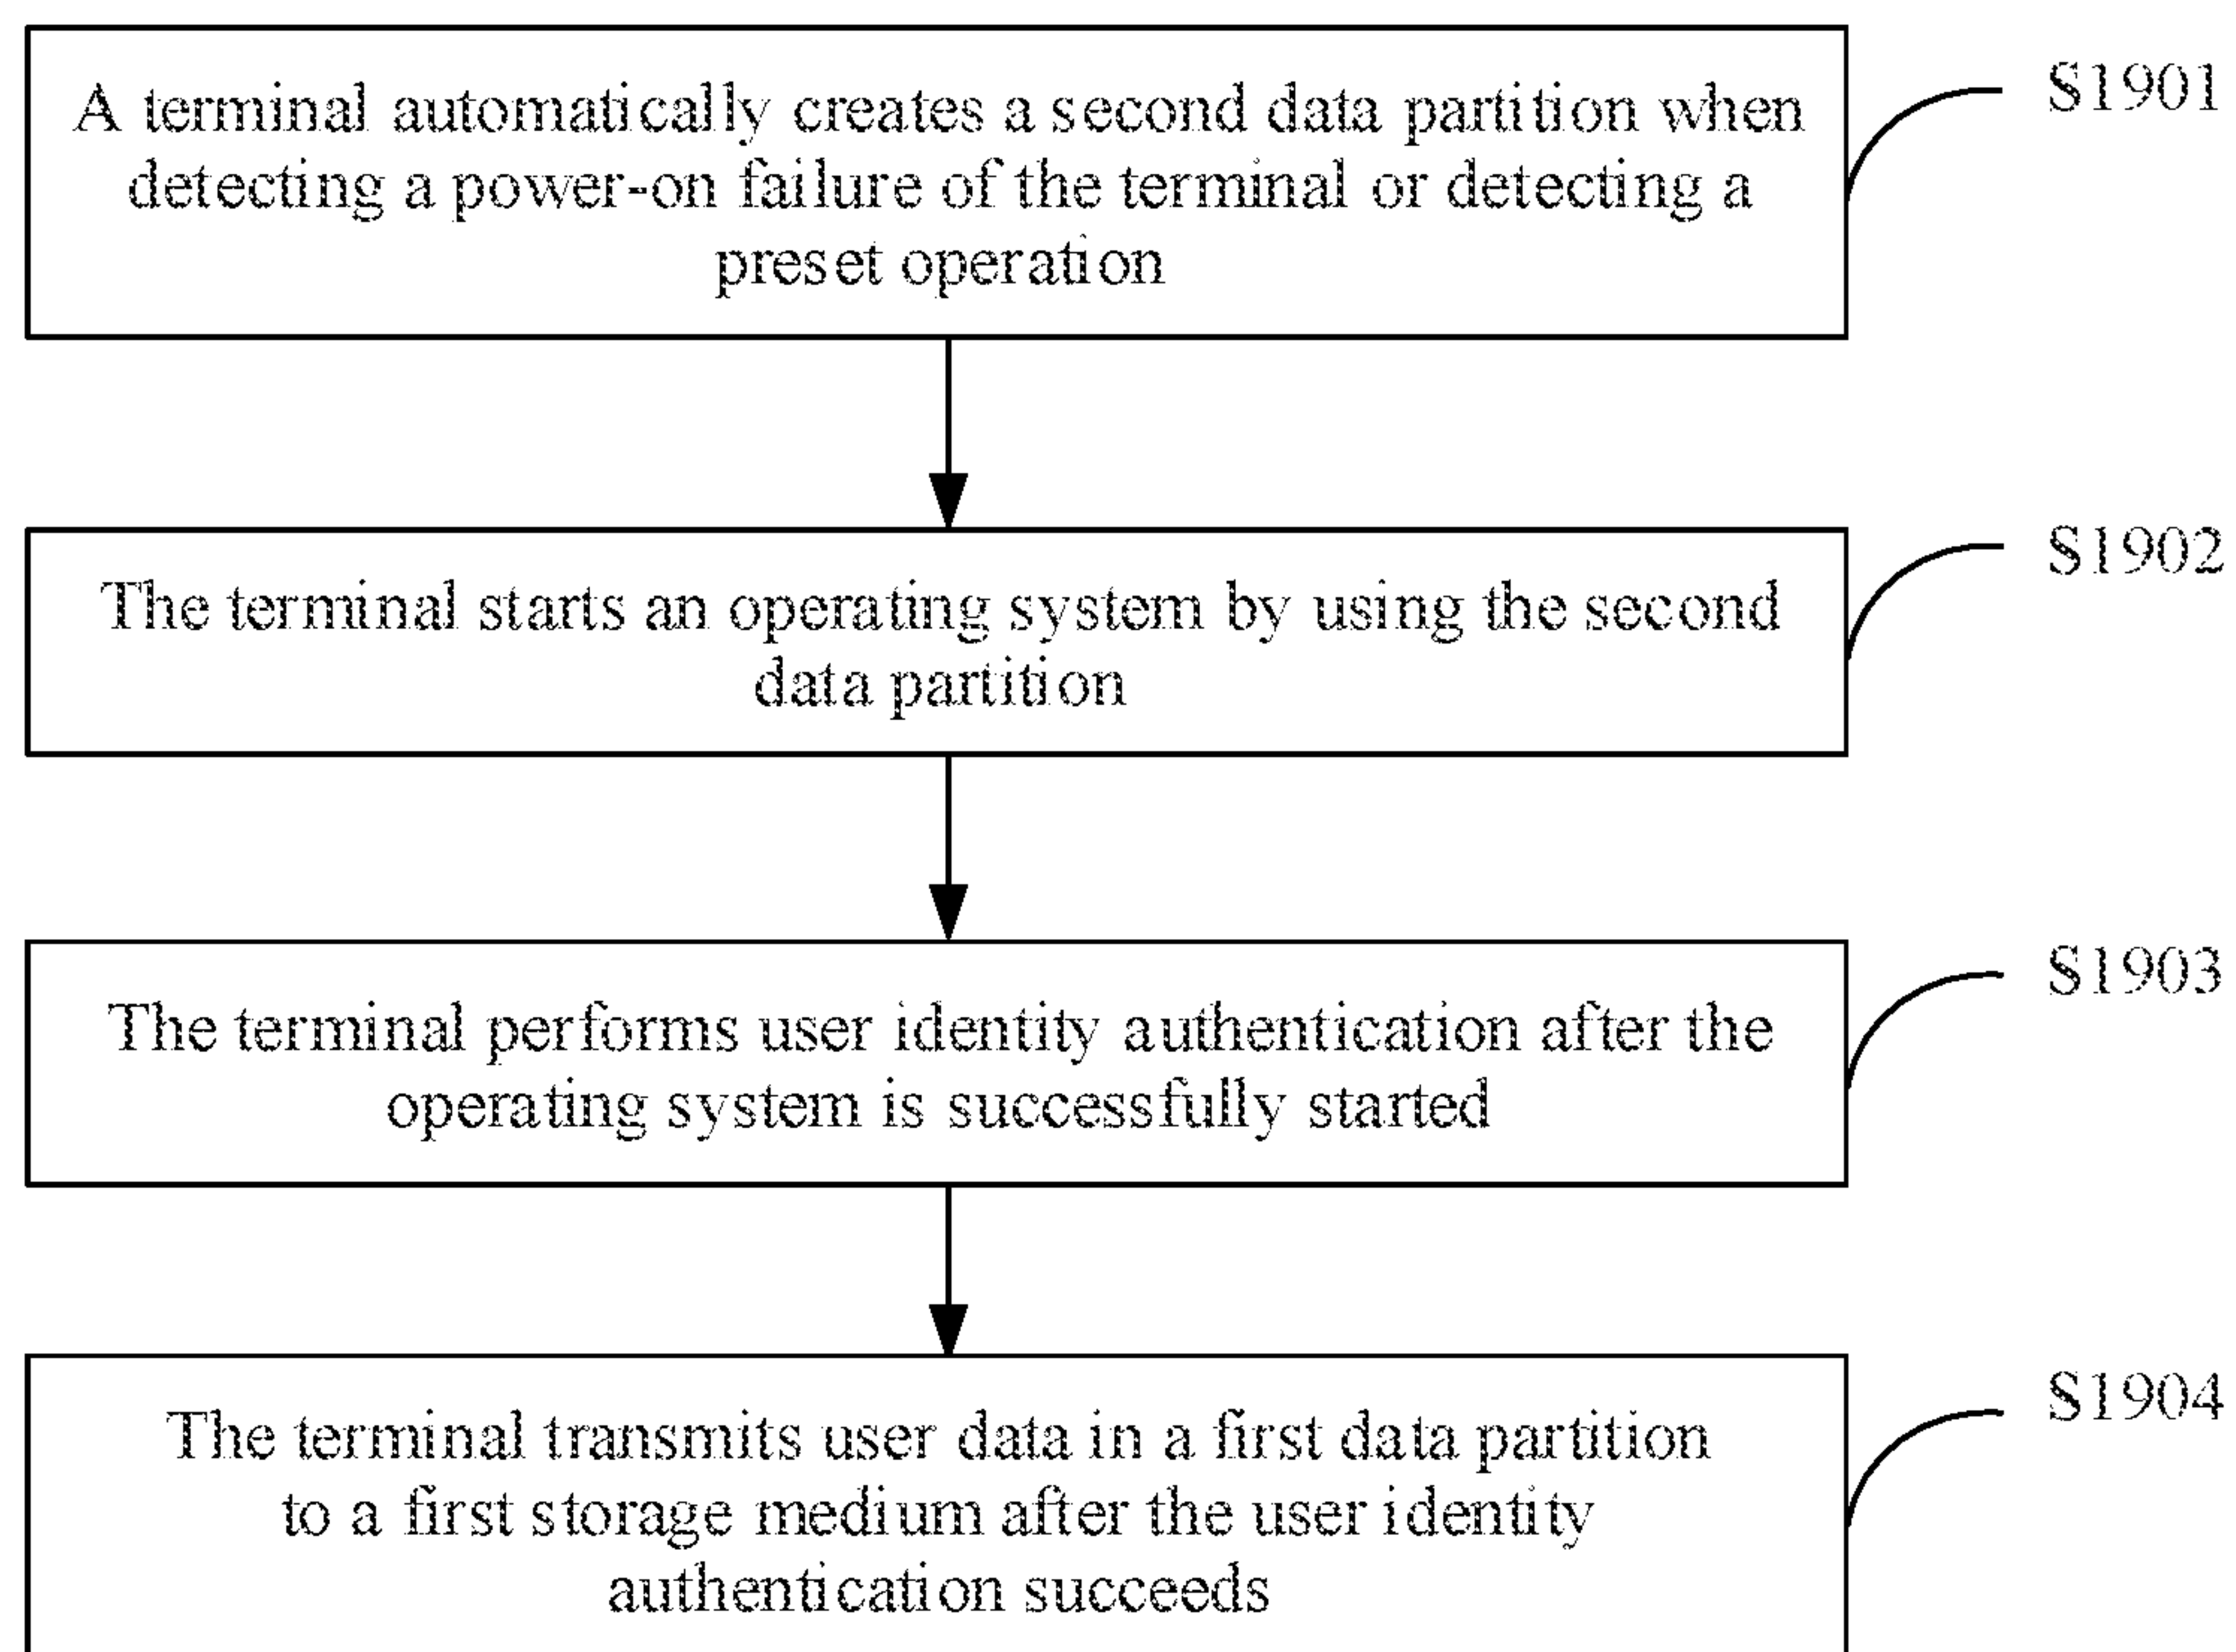 A terminal automatically creates a second data partition when
detecting a power-on failure of the terminal or detecting a
preset operation
S1901
The terminal starts an operating system by using the second
data partition
S1902
The terminal performs user identity authentication after the
operating system is successfully started
S1903
The terminal transmits user data in a first data partition
to a first storage medium after the user identity
authentication succeeds
S1904